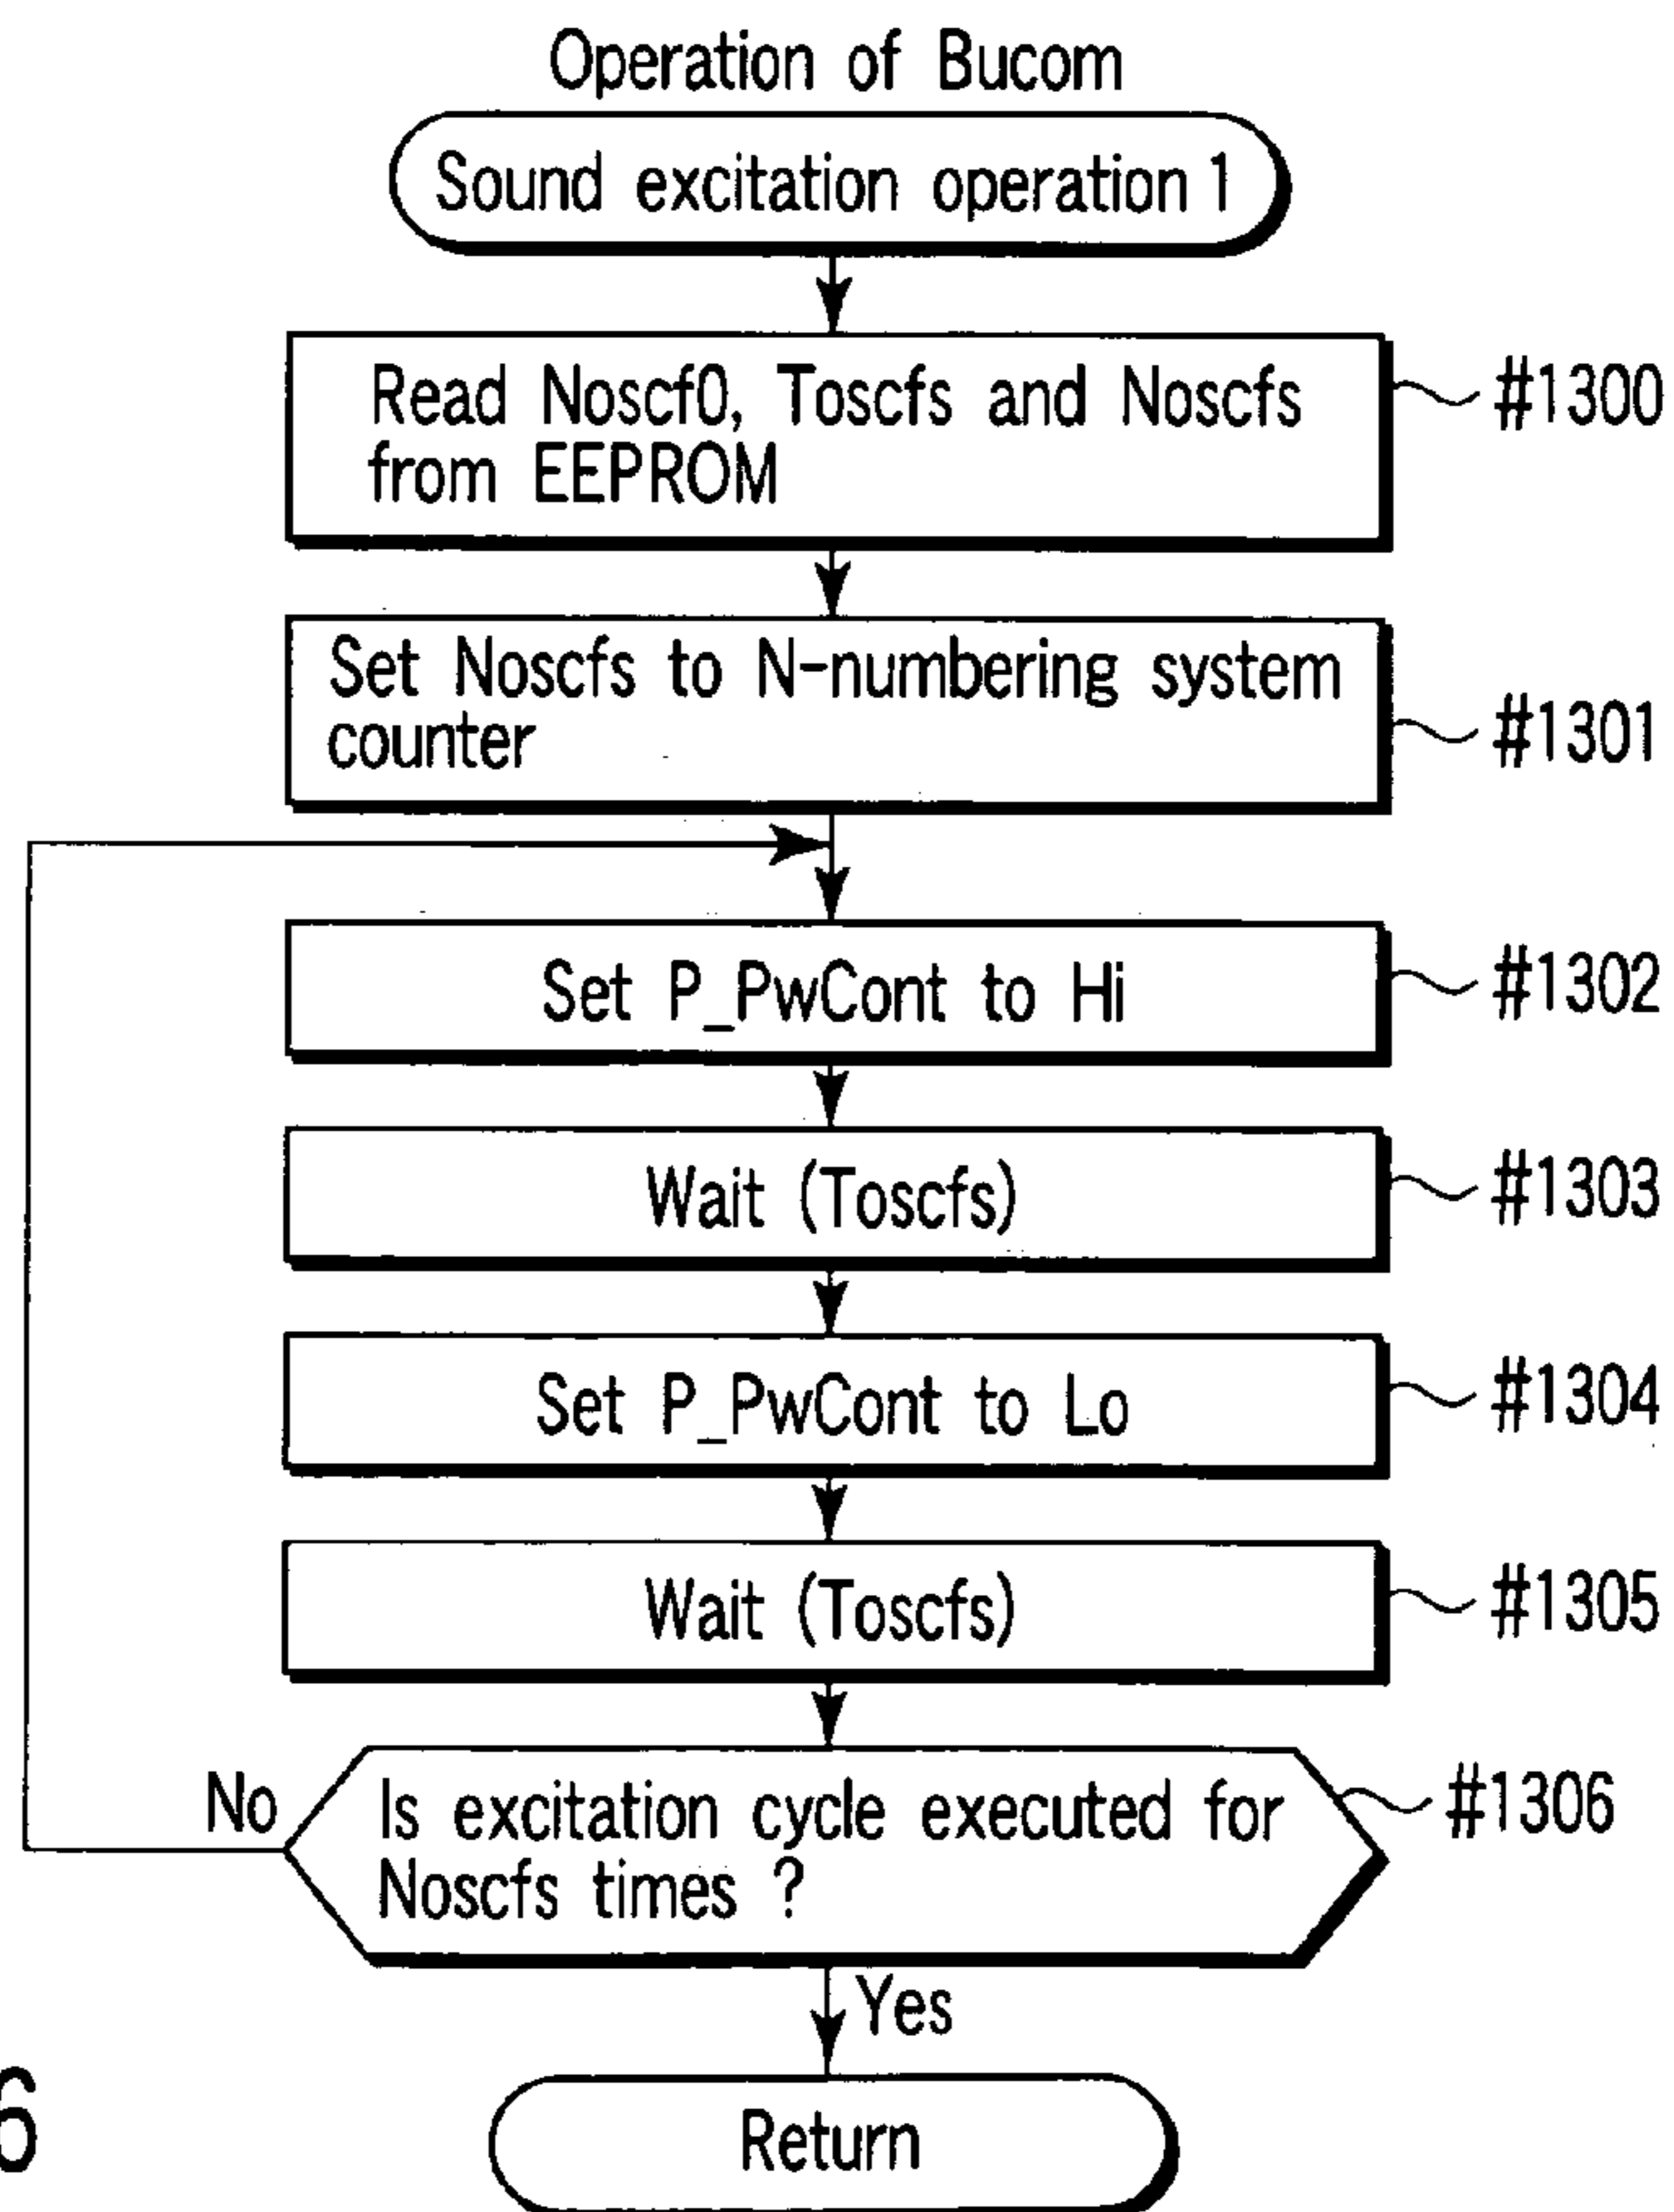 Operation of Bucom
Sound excitation operation 1
Read Noscf0, Toscfs and Noscfs
from EEPROM
#1300
Set Noscfs to N-numbering system
counter
#1301
Set P_PwCont to Hi
#1302
Wait (Toscfs)
#1303
Set P_PwCont to Lo
#1304
Wait (Toscfs)
#1305
No
Is excitation cycle executed for
Noscfs times ?
#1306
Yes
6
Return